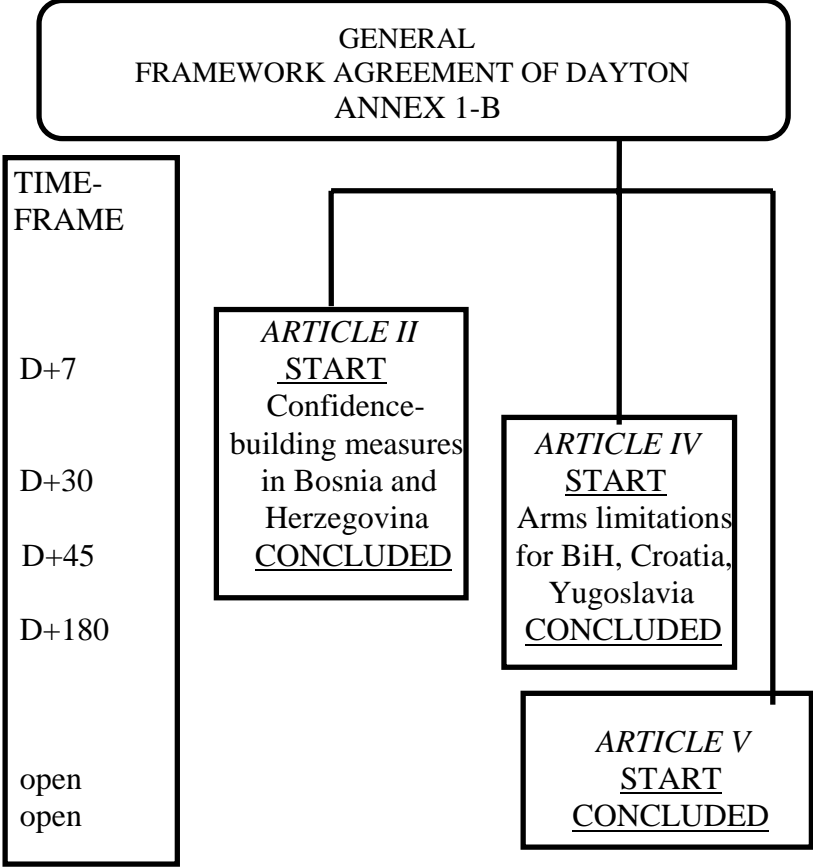 GENERAL
FRAMEWORK AGREEMENT OF DAYTON
ANNEX 1-B
TIME-
FRAME
D+7
D+30
D+45
D+180
open
open
ARTICLE II
START
Confidence-
building measures
in Bosnia and
Herzegovina
CONCLUDED
ARTICLE IV
START
Arms limitations
for BiH, Croatia,
Yugoslavia
CONCLUDED
ARTICLE V
START
CONCLUDED